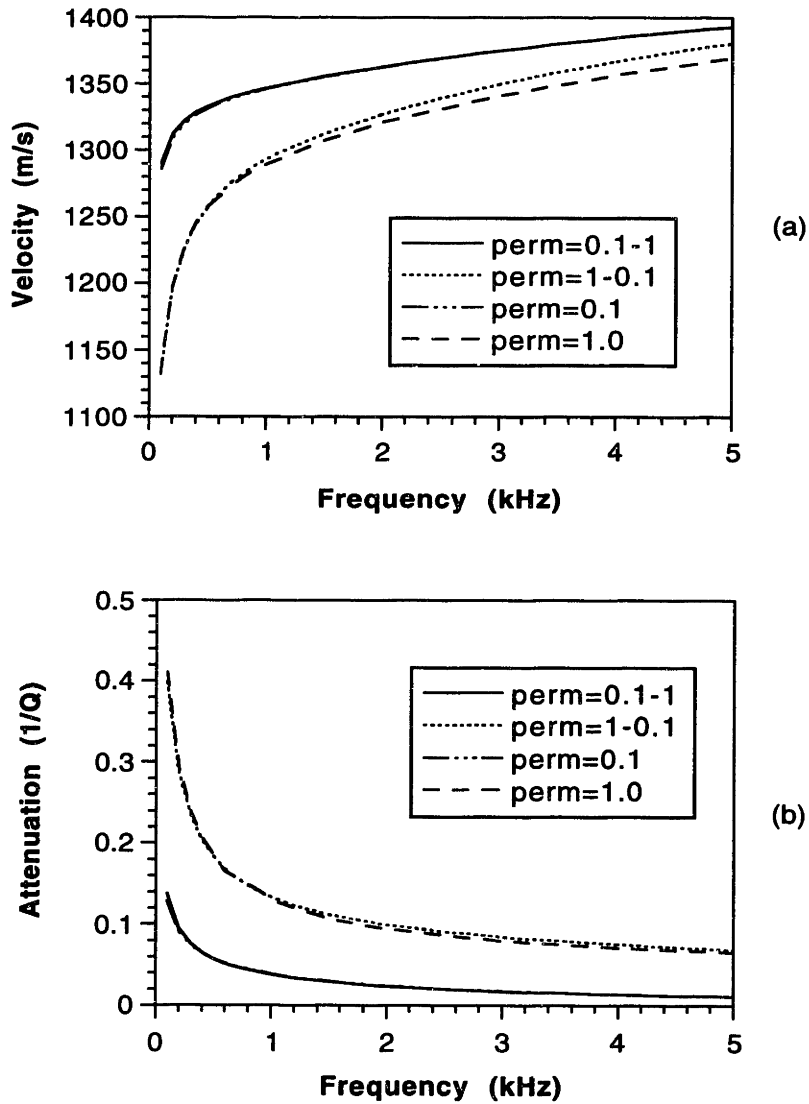 1400
1350
1300
1250
1200
1150
1100
Velocity (m/s)
perm=0.1-1
perm=1-0.1
perm=0.1
perm=1.0
(a)
0 1 2 3 4 5
Frequency (kHz)
0.5
0.4
0.3
0.2
0.1
0
Attenuation (1/Q)
perm=0.1-1
perm=1-0.1
perm=0.1
perm=1.0
(b)
0 1 2 3 4 5
Frequency (kHz)